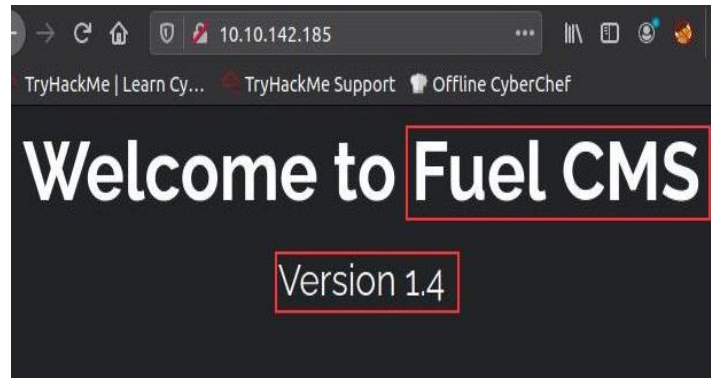 10.10.142.185
TryHackMe | Learn Cy... TryHackMe Support Offline CyberChef
Welcome to Fuel CMS
Version 1.4